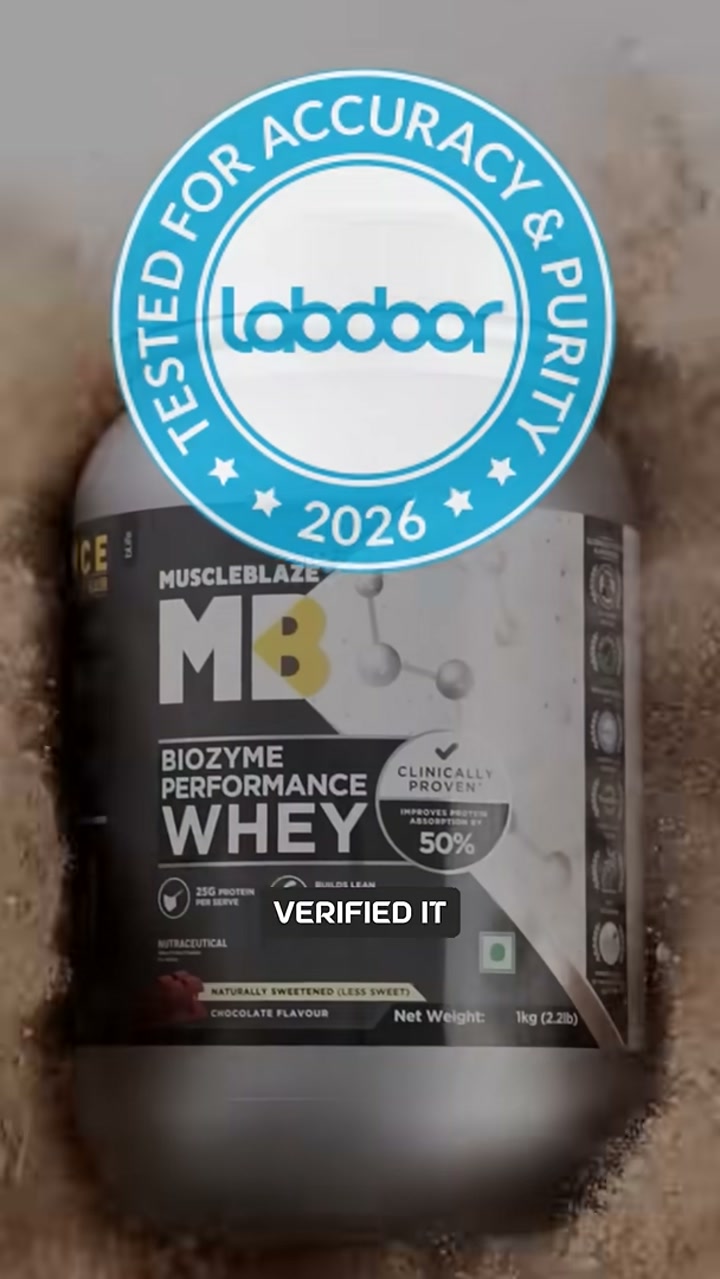 TESTED FOR ACCURACY & PURITY
labdoor
2026
CE
MUSCLEBLAZE
MB
BIOZYME
PERFORMANCE
WHEY
CLINICALLY
PROVEN*
IMPROVES PROTEIN
ABSORPTION BY
50%
25G PROTEIN
PER SERVE
BUILDS LEAN
VERIFIED IT
NUTRACEUTICAL
NATURALLY SWEETENED (LESS SWEET)
CHOCOLATE FLAVOUR
Net Weight: 1kg (2.2lb)